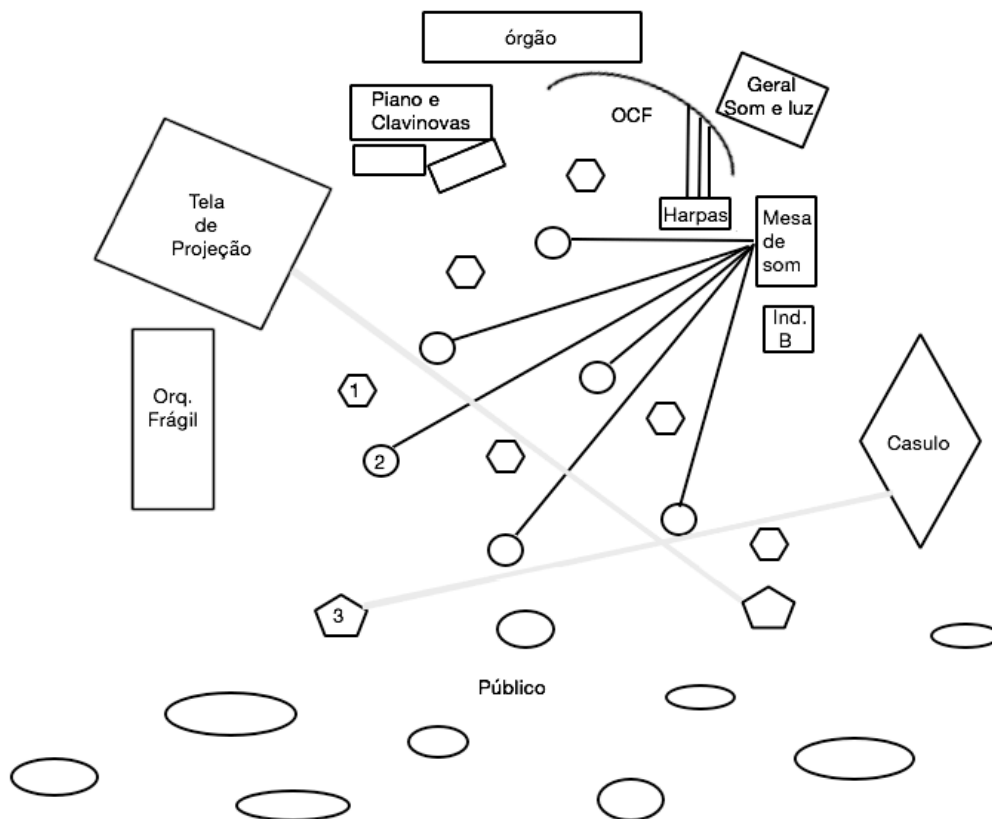 órgão
Piano e
Clavinovas
OCF
Geral
Som e luz
Tela
de
Projeção
Harpas
Mesa
de
som
Ind.
B
Orq.
Frágil
1
2
Casulo
3
Público